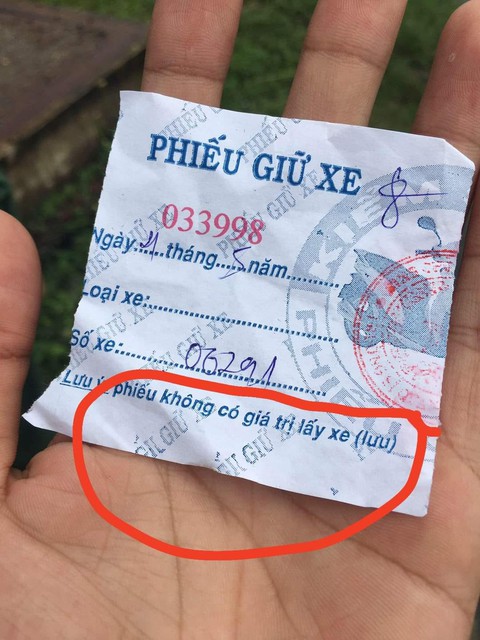 PHIẾU GIỮ XE
033998
Ngày...21...tháng...5...năm..........
Loại xe:..............................
Số xe:..........06291..........
Lưu ý: phiếu không có giá trị lấy xe (lưu)